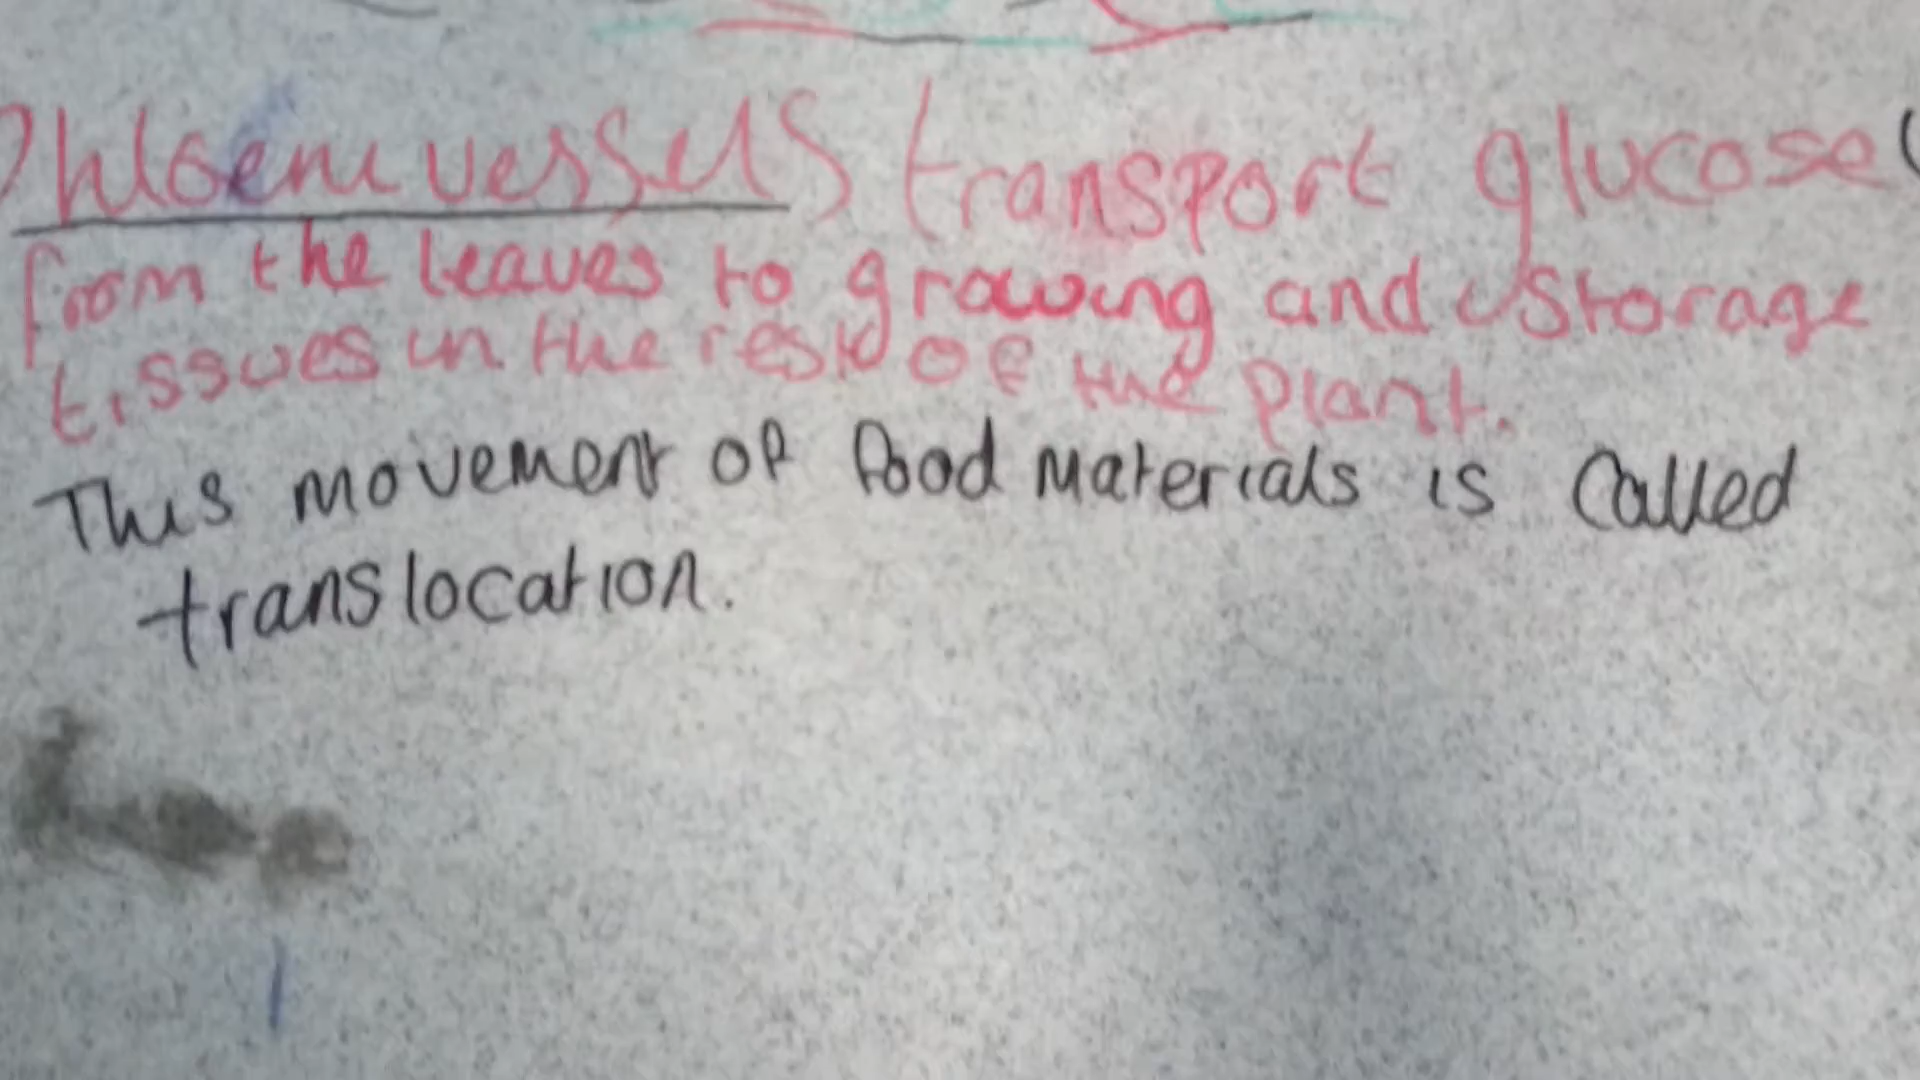 Phloem vessels transport glucose (
from the leaves to growing and storage
tissues in the rest of the plant.
This movement of food materials is called
translocation.